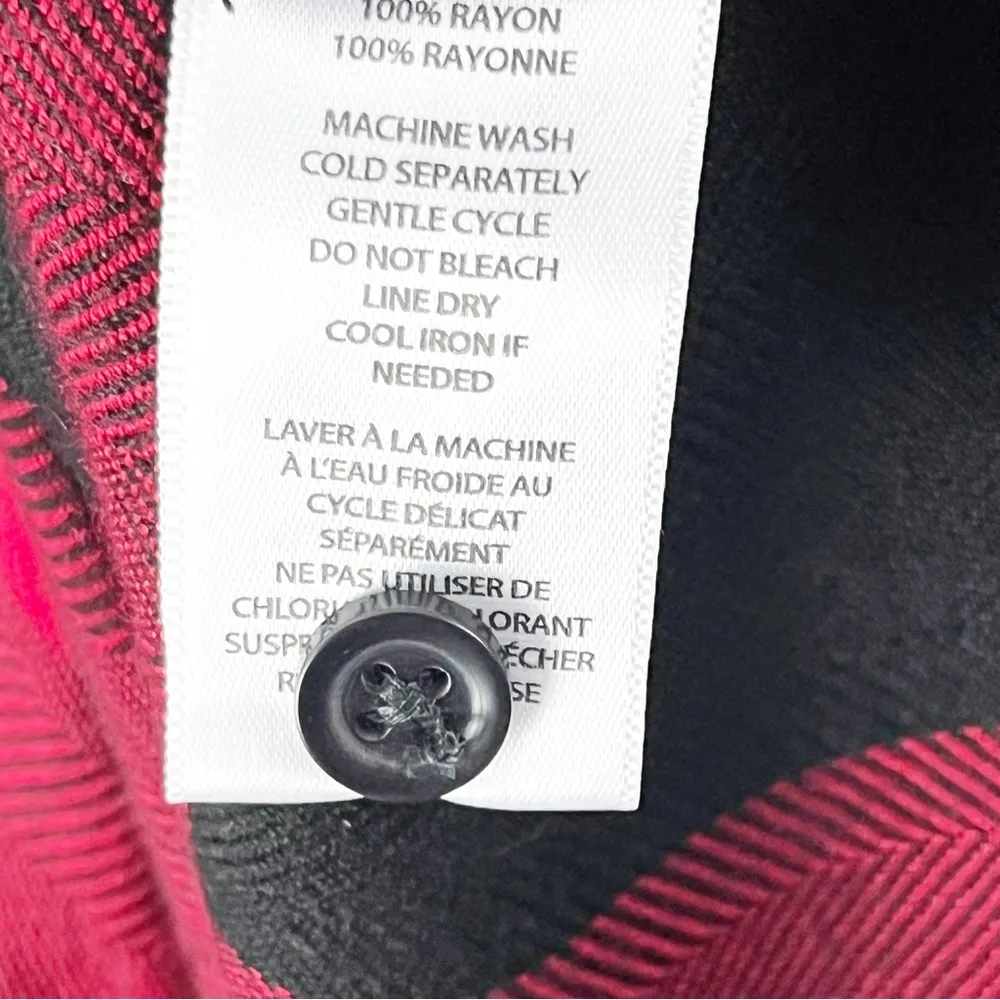 100% RAYON
100% RAYONNE
MACHINE WASH
COLD SEPARATELY
GENTLE CYCLE
DO NOT BLEACH
LINE DRY
COOL IRON IF
NEEDED
LAVER À LA MACHINE
À L'EAU FROIDE AU
CYCLE DÉLICAT
SÉPARÉMENT
NE PAS UTILISER DE